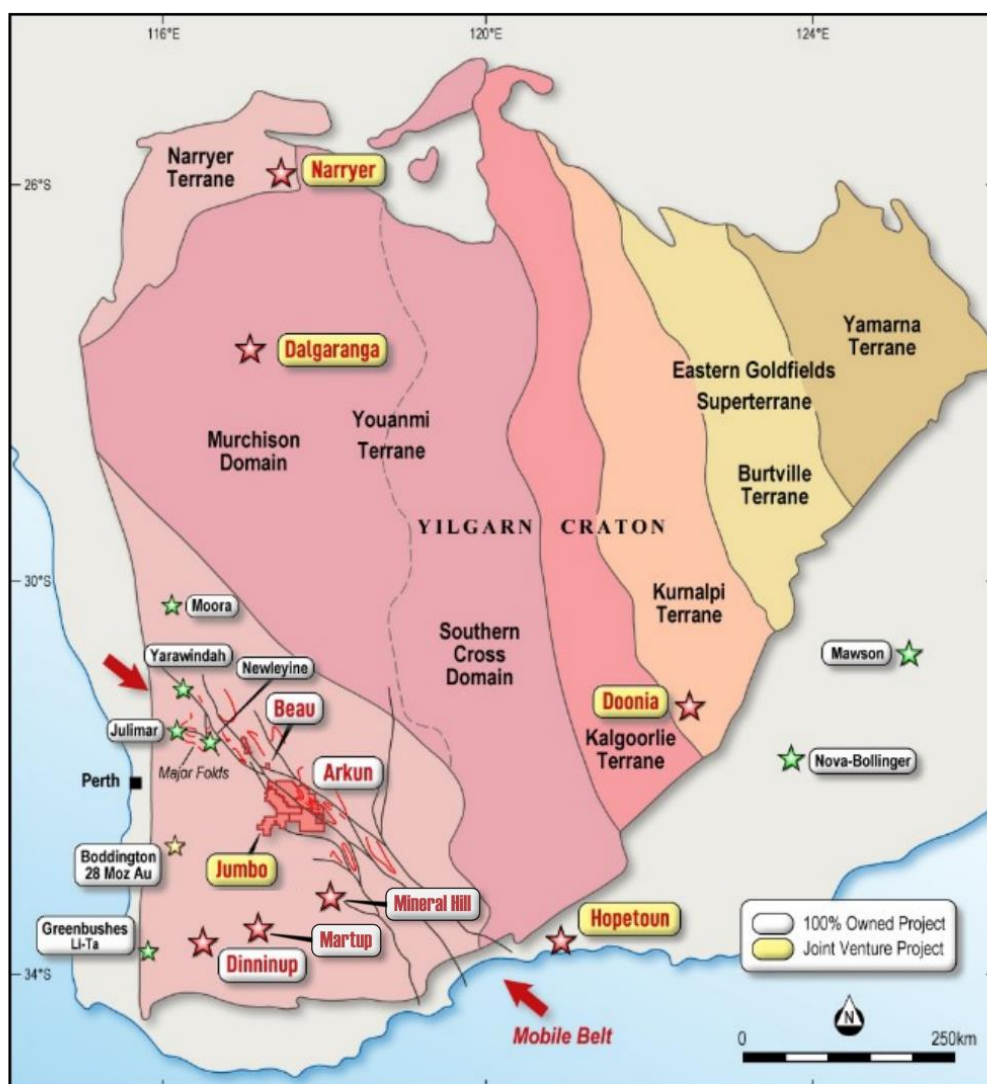 116°E
120°E
124°E
Narryer
Terrane
Narryer
26°S
Dalgaranga
Yamarna
Terrane
Eastern Goldfields
Superterrane
Youanmi
Terrane
Murchison
Domain
Burtville
Terrane
YILGARN CRATON
30°S
Moora
Kurnalpi
Terrane
Southern
Cross
Domain
Yarawindah
Newleyine
Mawson
Beau
Doonia
Julimar
Kalgoorlie
Terrane
Nova-Bollinger
Major Folds
Arkun
Perth
Boddington
28 Moz Au
Jumbo
Mineral Hill
Hopetoun
100% Owned Project
Greenbushes
Li-Ta
Martup
Joint Venture Project
Dinninup
34°S
N
Mobile Belt
0
250km